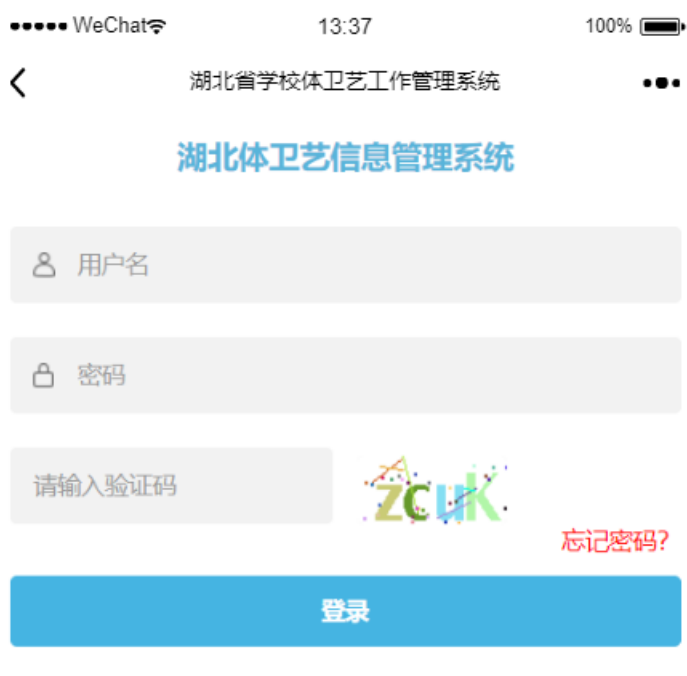 WeChat 13:37 100%
湖北省学校体卫艺工作管理系统
湖北体卫艺信息管理系统
用户名
密码
请输入验证码 zcuk
忘记密码?
登录